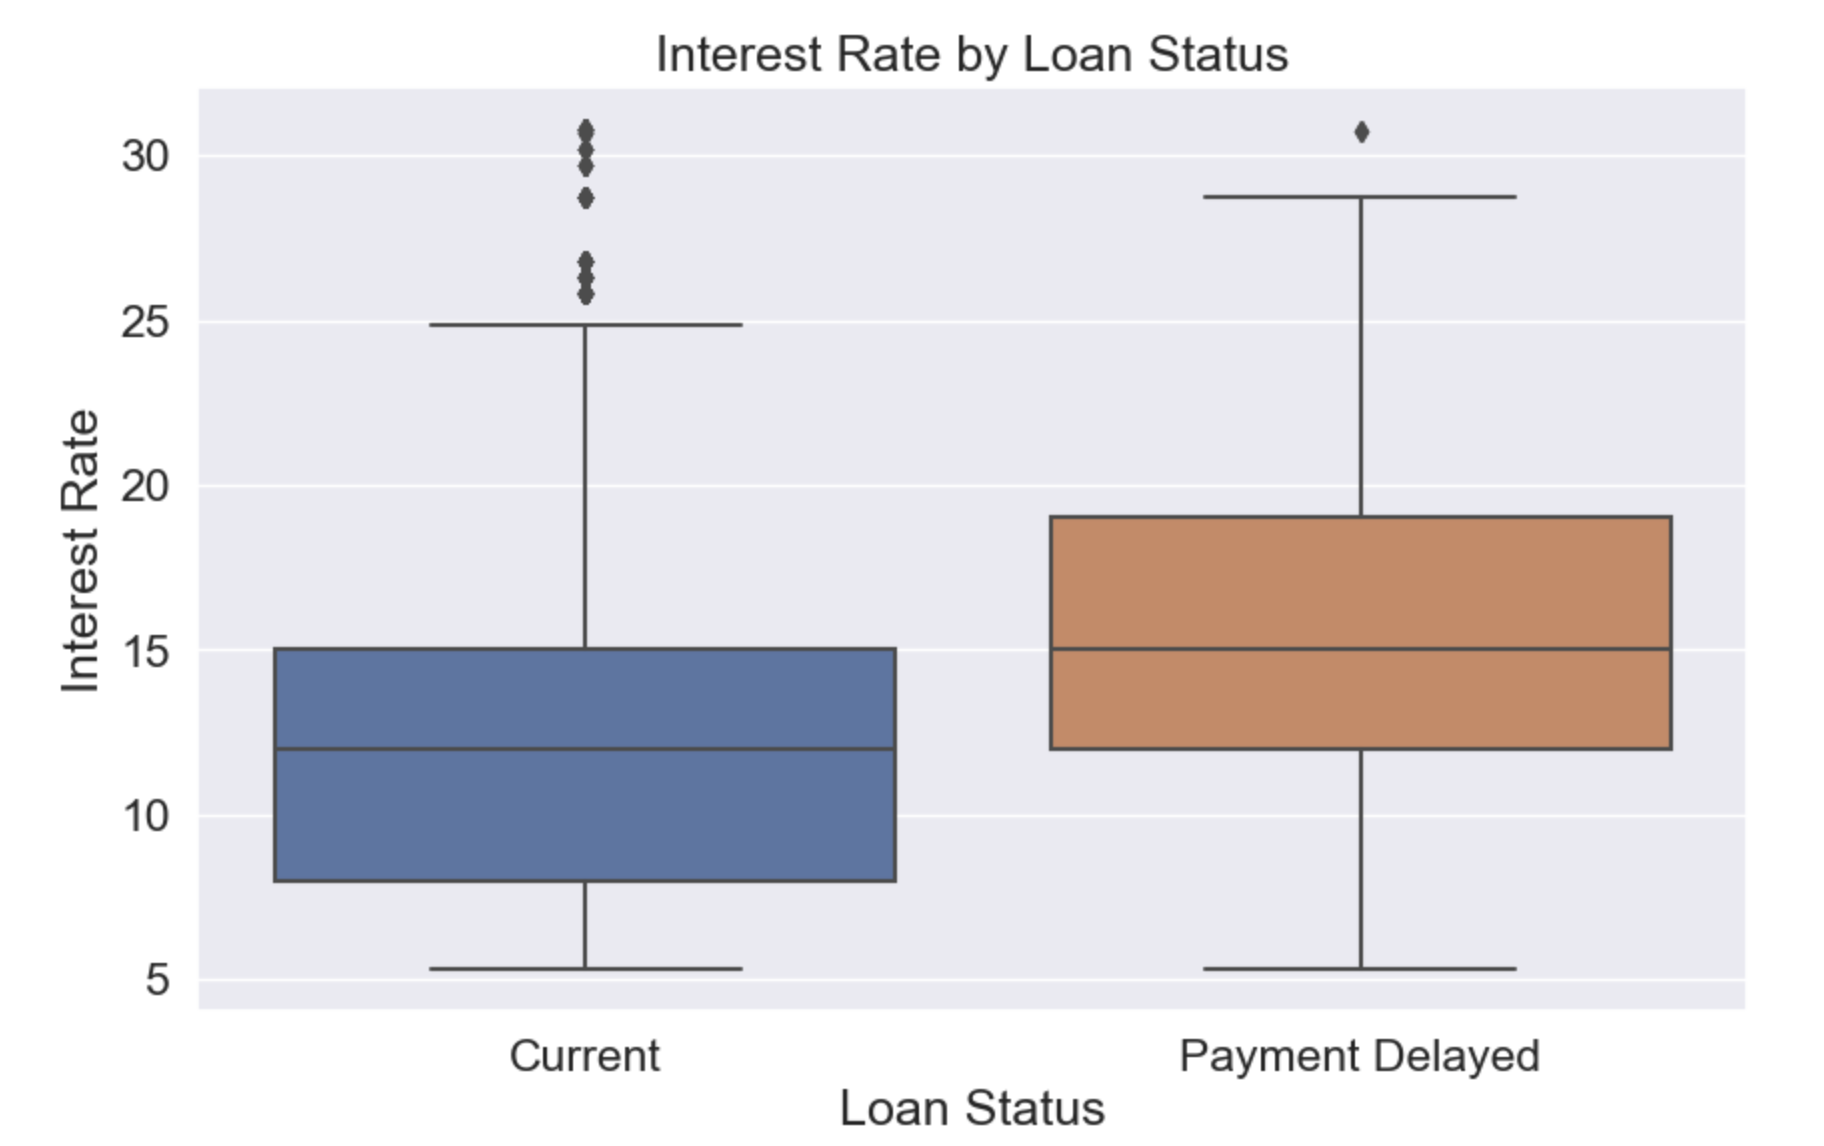 Interest Rate by Loan Status
Interest Rate
30
25
20
15
10
5
Current
Payment Delayed
Loan Status